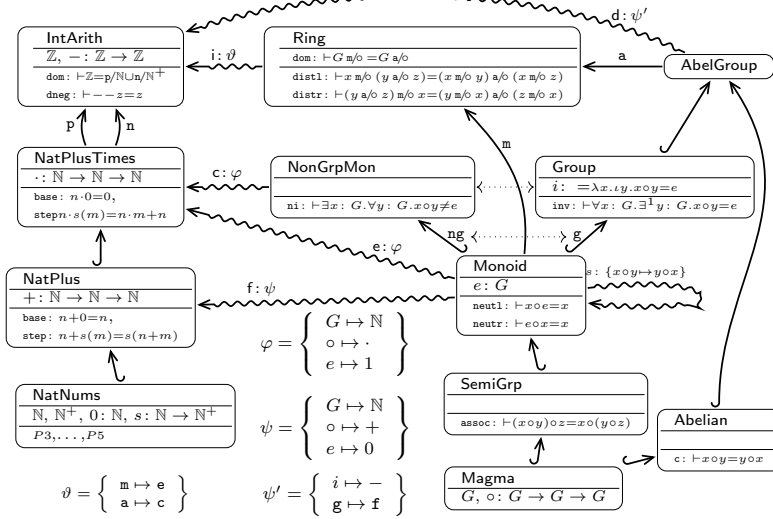 d: ψ′
IntArith
ℤ, −: ℤ → ℤ
dom: ⊢ℤ=p/ℕ∪n/ℕ⁺
dneg: ⊢−−z=z
i: ϑ
Ring
dom: ⊢G m/∘ =G a/∘
distl: ⊢x m/∘ (y a/∘ z)=(x m/∘ y) a/∘ (x m/∘ z)
distr: ⊢(y a/∘ z) m/∘ x=(y m/∘ x) a/∘ (z m/∘ x)
a
AbelGroup
p
n
m
NatPlusTimes
·: ℕ → ℕ → ℕ
base: n·0=0,
stepn·s(m)=n·m+n
c: φ
NonGrpMon
ni: ⊢∃x: G.∀y: G.x∘y≠e
Group
i: =λx.ιy.x∘y=e
inv: ⊢∀x: G.∃¹y: G.x∘y=e
ng
g
e: φ
NatPlus
+: ℕ → ℕ → ℕ
base: n+0=n,
step: n+s(m)=s(n+m)
f: ψ
Monoid
e: G
neutl: ⊢x∘e=x
neutr: ⊢e∘x=x
s: {x∘y↦y∘x}
φ = { G ↦ ℕ
∘ ↦ ·
e ↦ 1 }
NatNums
ℕ, ℕ⁺, 0: ℕ, s: ℕ → ℕ⁺
P3,...,P5
ψ = { G ↦ ℕ
∘ ↦ +
e ↦ 0 }
SemiGrp
assoc: ⊢(x∘y)∘z=x∘(y∘z)
Abelian
c: ⊢x∘y=y∘x
ϑ = { m ↦ e
a ↦ c }
ψ′ = { i ↦ −
g ↦ f }
Magma
G, ∘: G → G → G